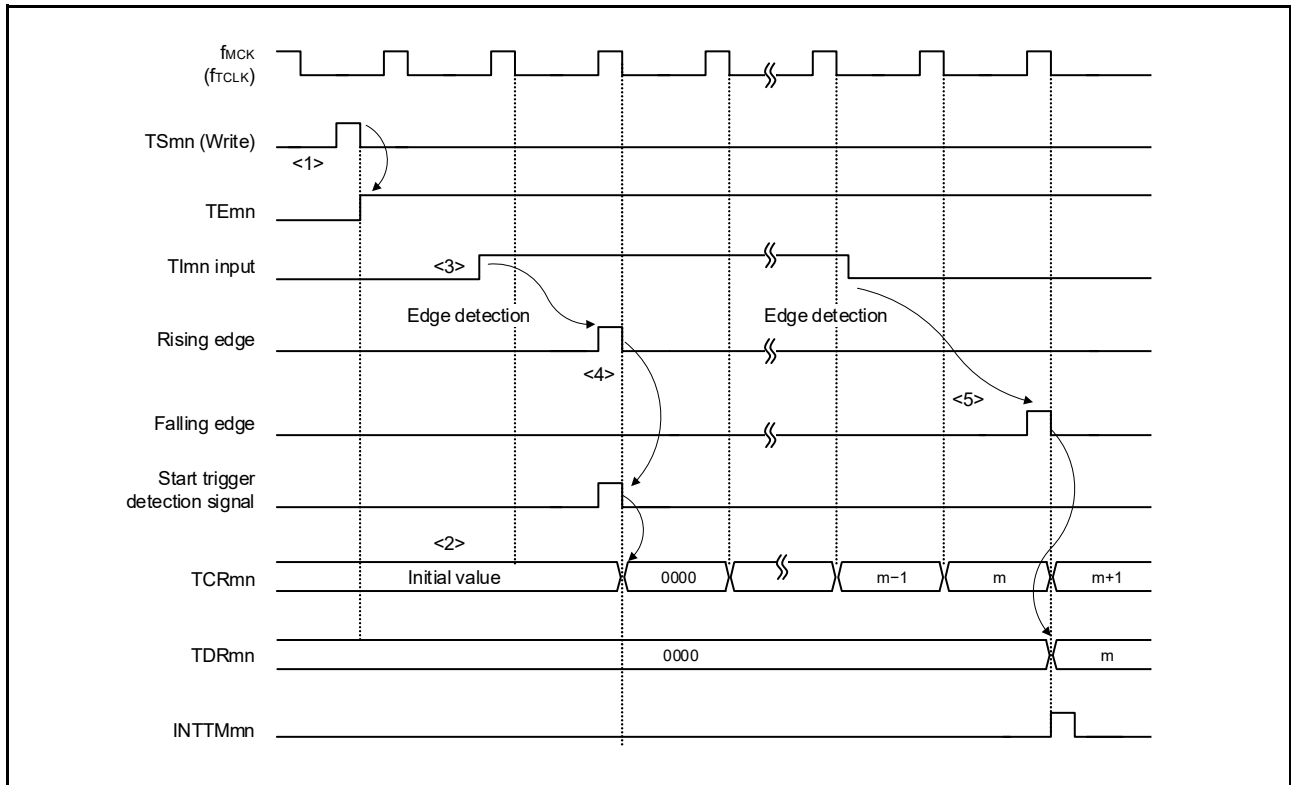 fMCK
(fTCLK)
TSmn (Write)
<1>
TEmn
TImn input
<3>
Edge detection
Edge detection
Rising edge
<4>
<5>
Falling edge
Start trigger
detection signal
<2>
TCRmn
Initial value
0000
m−1
m
m+1
TDRmn
0000
m
INTTMmn